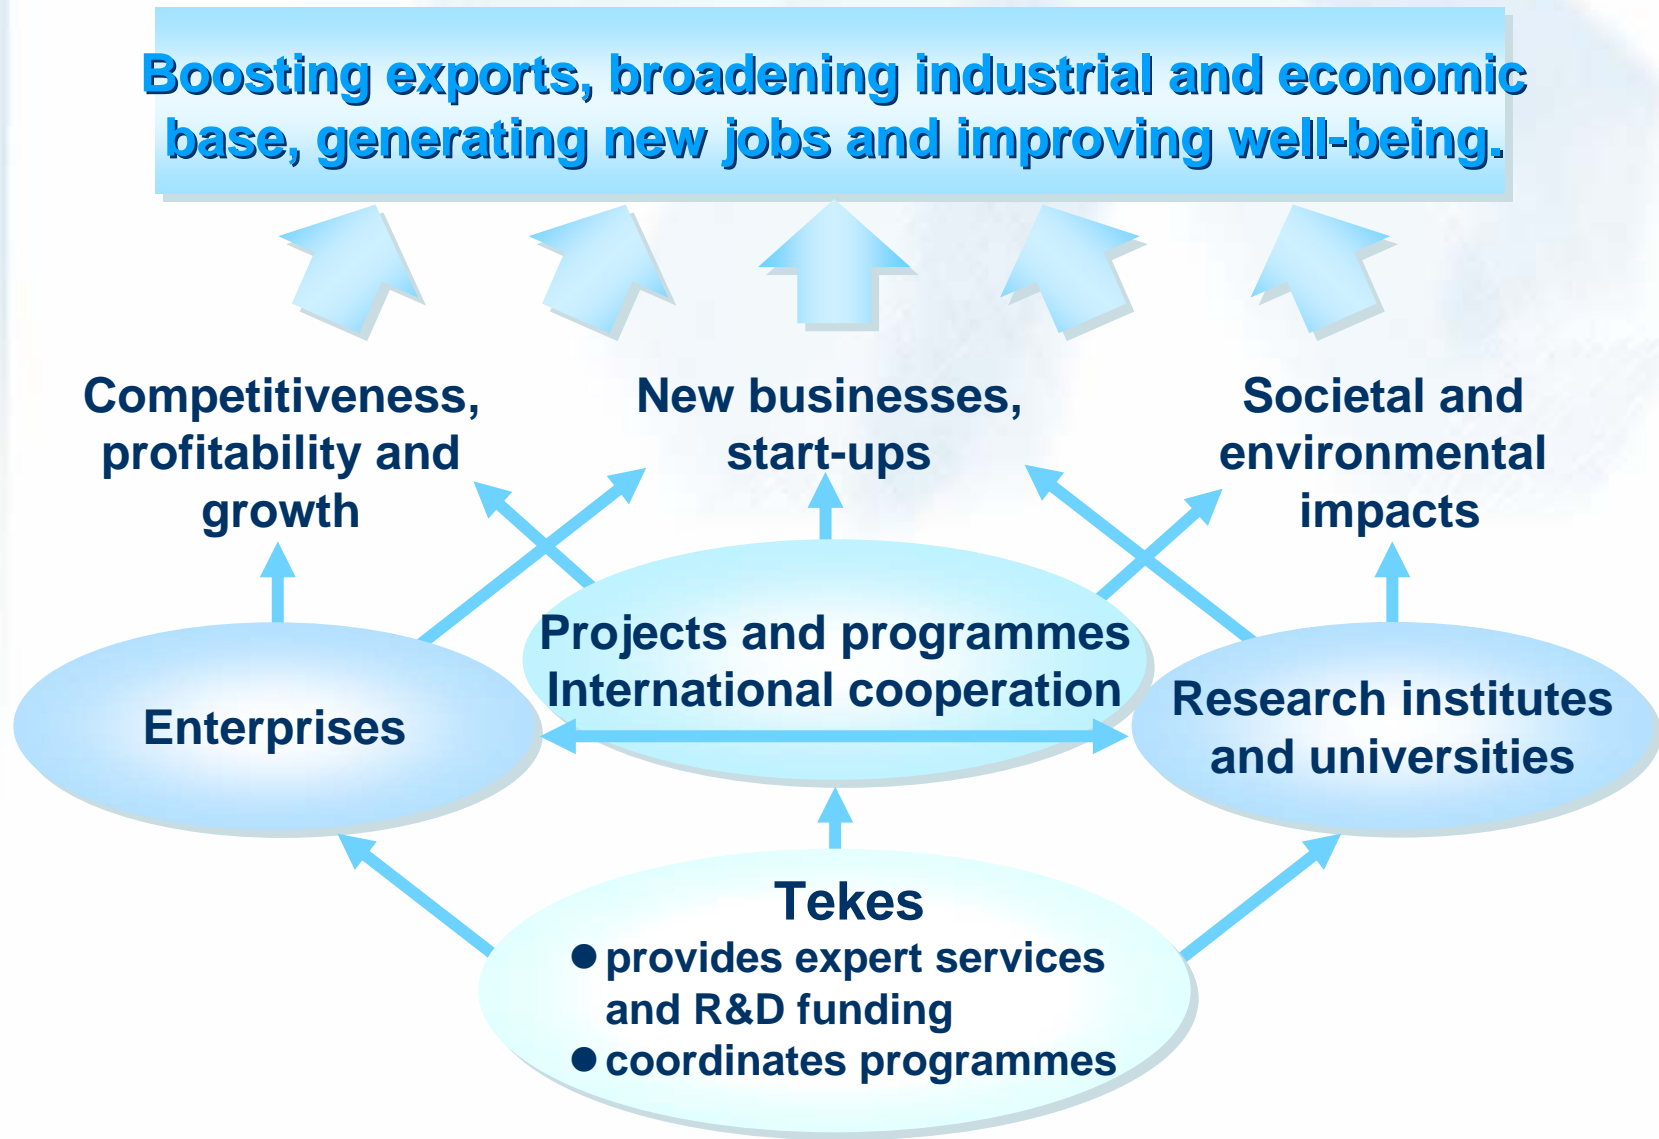 Boosting exports, broadening industrial and economic
base, generating new jobs and improving well-being.
Competitiveness,
profitability and
growth
New businesses,
start-ups
Societal and
environmental
impacts
Projects and programmes
International cooperation
Enterprises
Research institutes
and universities
Tekes
● provides expert services
and R&D funding
● coordinates programmes